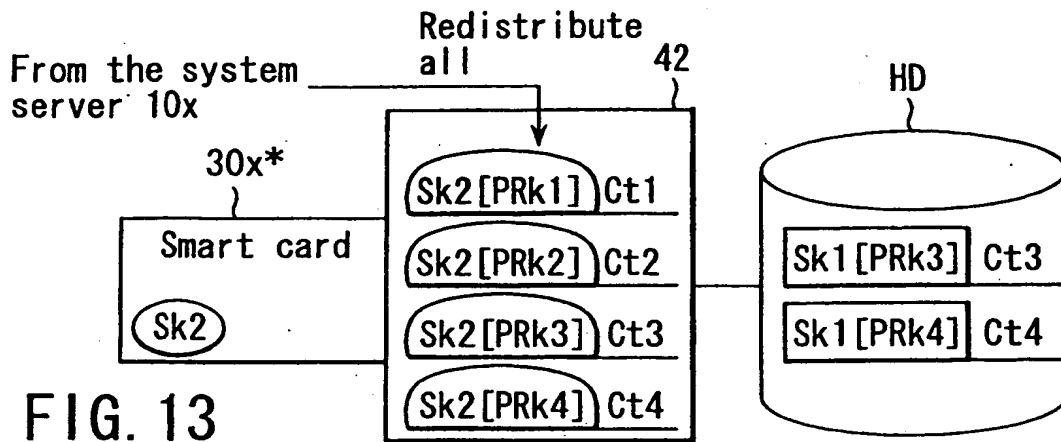 Redistribute
all
From the system
server 10x
42
HD
30x*
Smart card
Sk2
Sk2[PRk1] Ct1
Sk2[PRk2] Ct2
Sk2[PRk3] Ct3
Sk2[PRk4] Ct4
Sk1[PRk3] Ct3
Sk1[PRk4] Ct4
FIG. 13